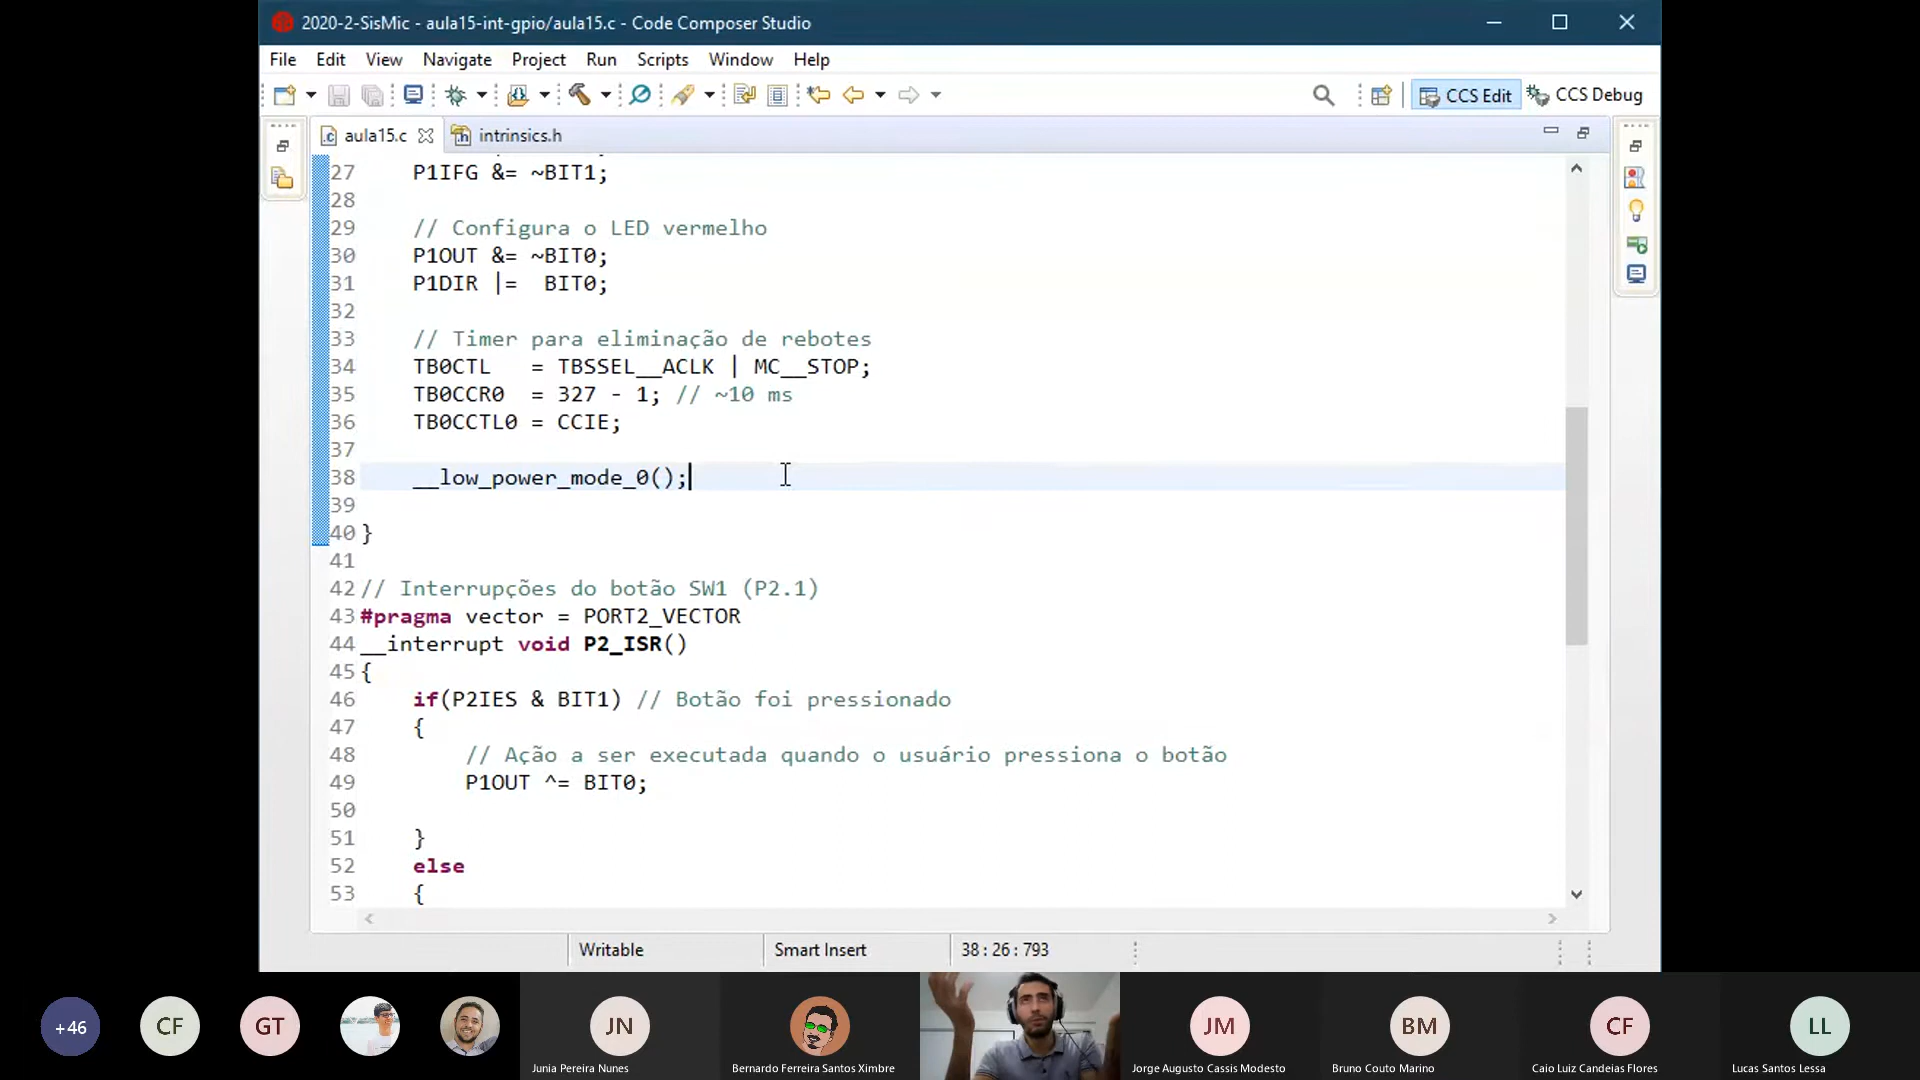 2020-2-SisMic - aula15-int-gpio/aula15.c - Code Composer Studio
File Edit View Navigate Project Run Scripts Window Help
CCS Edit CCS Debug
aula15.c intrinsics.h
27 P1IFG &= ~BIT1;
28
29 // Configura o LED vermelho
30 P1OUT &= ~BIT0;
31 P1DIR |= BIT0;
32
33 // Timer para eliminação de rebotes
34 TB0CTL = TBSSEL__ACLK | MC__STOP;
35 TB0CCR0 = 327 - 1; // ~10 ms
36 TB0CCTL0 = CCIE;
37
38 __low_power_mode_0();
39
40 }
41
42 // Interrupções do botão SW1 (P2.1)
43 #pragma vector = PORT2_VECTOR
44 __interrupt void P2_ISR()
45 {
46 if(P2IES & BIT1) // Botão foi pressionado
47 {
48 // Ação a ser executada quando o usuário pressiona o botão
49 P1OUT ^= BIT0;
50
51 }
52 else
53 {
Writable Smart Insert 38 : 26 : 793
+46 CF GT JN JM BM CF LL
Junia Pereira Nunes Bernardo Ferreira Santos Ximbre Jorge Augusto Cassis Modesto Bruno Couto Marino Caio Luiz Candeias Flores Lucas Santos Lessa